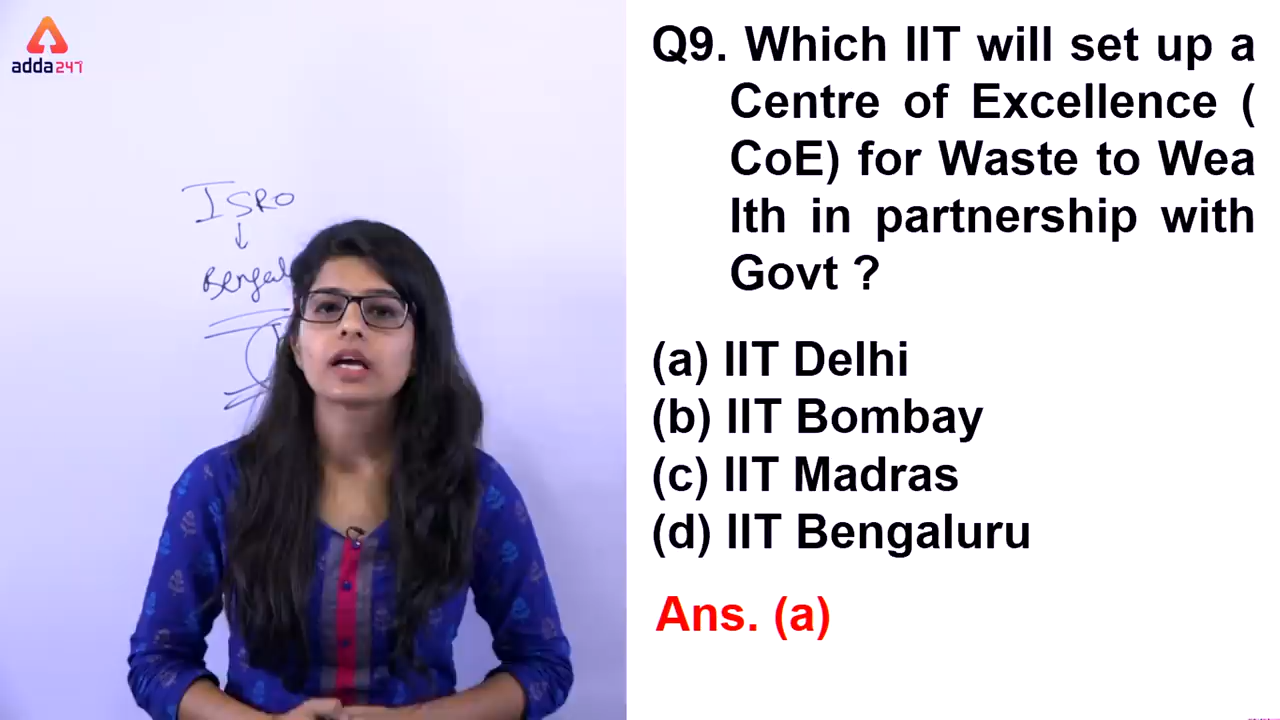 adda247
ISRO
Q9. Which IIT will set up a
Centre of Excellence (
CoE) for Waste to Wea
lth in partnership with
Govt ?
(a) IIT Delhi
(b) IIT Bombay
(c) IIT Madras
(d) IIT Bengaluru
Ans. (a)